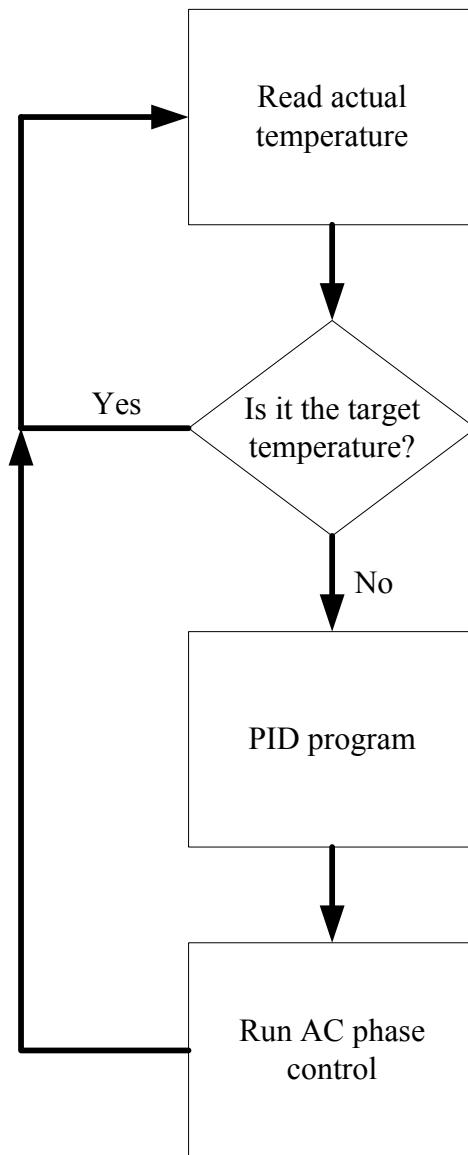 Read actual
temperature
Yes
Is it the target
temperature?
No
PID program
Run AC phase
control